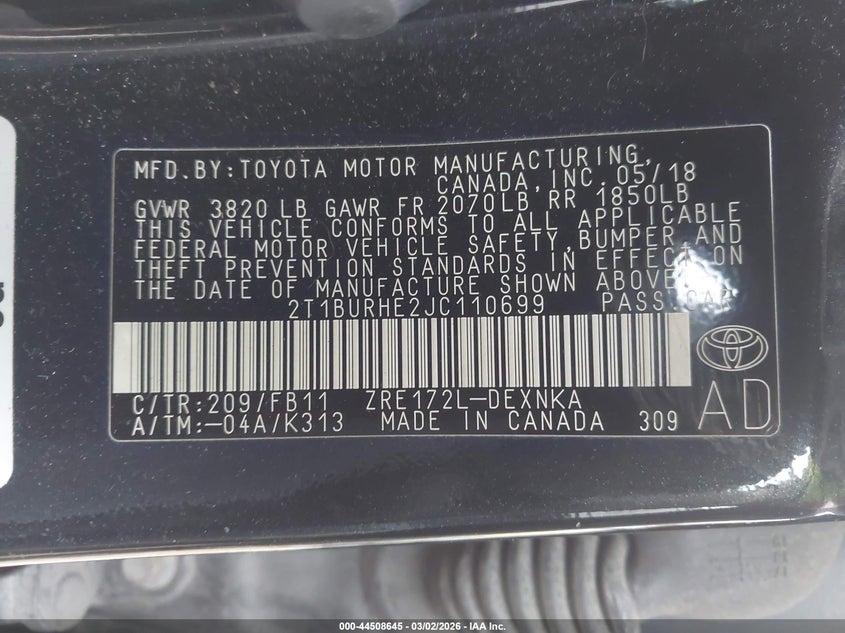 MFD.BY:TOYOTA MOTOR MANUFACTURING,
CANADA,INC. 05/18
GVWR 3820 LB GAWR FR 2070LB RR 1850LB
THIS VEHICLE CONFORMS TO ALL APPLICABLE
FEDERAL MOTOR VEHICLE SAFETY,BUMPER AND
THEFT PREVENTION STANDARDS IN EFFECT ON
THE DATE OF MANUFACTURE SHOWN ABOVE.
2T1BURHE2JC110699 PASS CAR
C/TR:209/FB11 ZRE172L-DEXNKA
A/TM:-04A/K313 MADE IN CANADA 309
AD
000-44508645 - 03/02/2026 - IAA Inc.